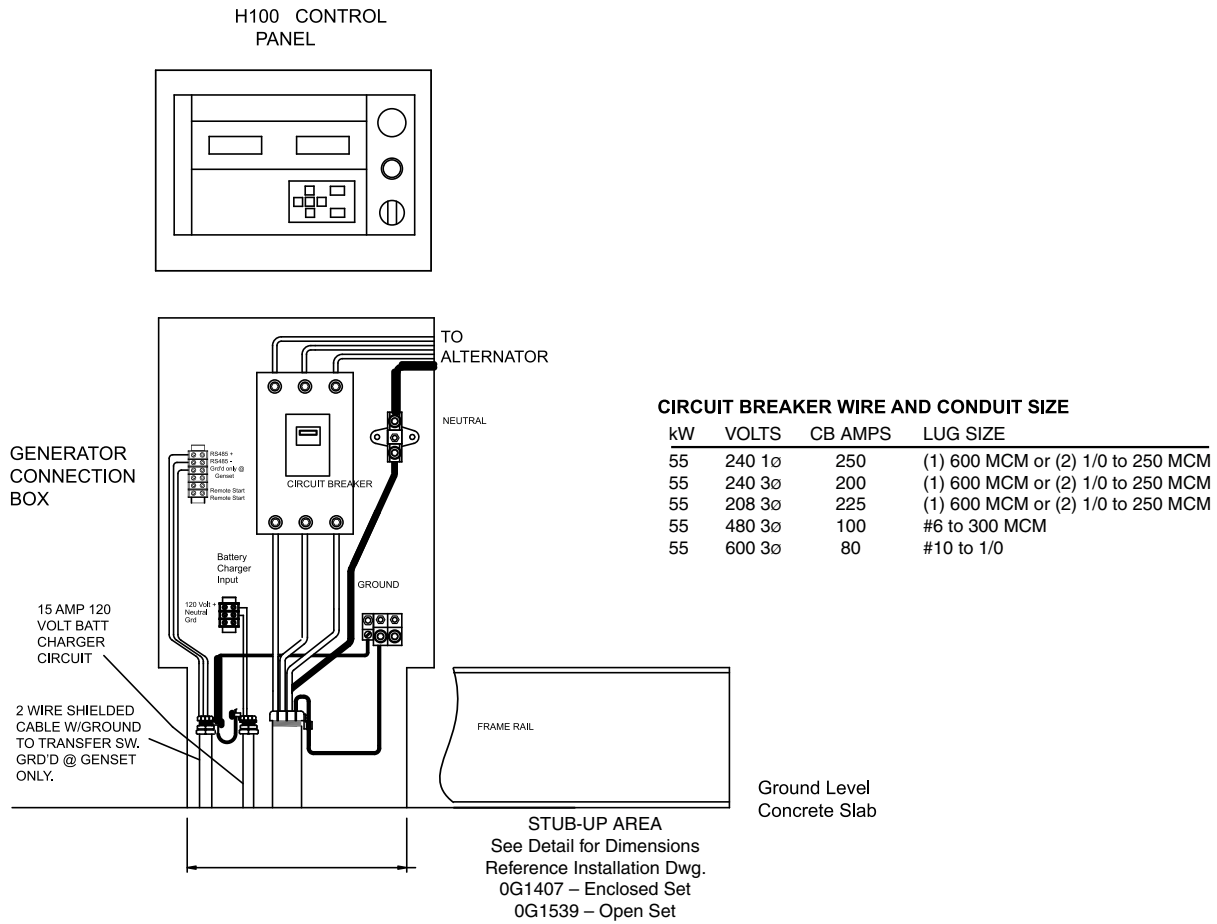 H100 CONTROL
PANEL
TO
ALTERNATOR
NEUTRAL
GENERATOR
CONNECTION
BOX
RS485 +
RS485 -
Grd'd only @
Genset
Remote Start
Remote Start
CIRCUIT BREAKER
Battery
Charger
Input
120 Volt +
Neutral
Grd
GROUND
15 AMP 120
VOLT BATT
CHARGER
CIRCUIT
2 WIRE SHIELDED
CABLE W/GROUND
TO TRANSFER SW.
GRD'D @ GENSET
ONLY.
FRAME RAIL
Ground Level
Concrete Slab
STUB-UP AREA
See Detail for Dimensions
Reference Installation Dwg.
0G1407 – Enclosed Set
0G1539 – Open Set
CIRCUIT BREAKER WIRE AND CONDUIT SIZE
kW VOLTS CB AMPS LUG SIZE
55 240 1ø 250 (1) 600 MCM or (2) 1/0 to 250 MCM
55 240 3ø 200 (1) 600 MCM or (2) 1/0 to 250 MCM
55 208 3ø 225 (1) 600 MCM or (2) 1/0 to 250 MCM
55 480 3ø 100 #6 to 300 MCM
55 600 3ø 80 #10 to 1/0